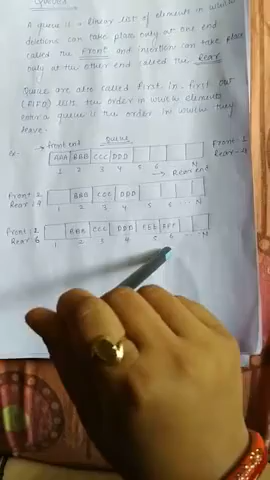 Queues
A queue is a linear list of elements in which
deletions can take place only at one end
called the Front and insertion can take place
only at the other end called the Rear
Queue are also called first in first out
(FIFO) list the order in which elements
enter a queue is the order in which they
leave.
Queue
Ex: → front end
AAA BBB CCC DDD
Front: 1
Rear: 4
1 2 3 4 5 6 N
→ Rear end
Front: 2
Rear:
BBB CCC DDD
1 2 3 4 5 6 ... N
Front: 2
Rear 6
BBB CCC DDD EEE FFF
1 2 3 4 5 6 N